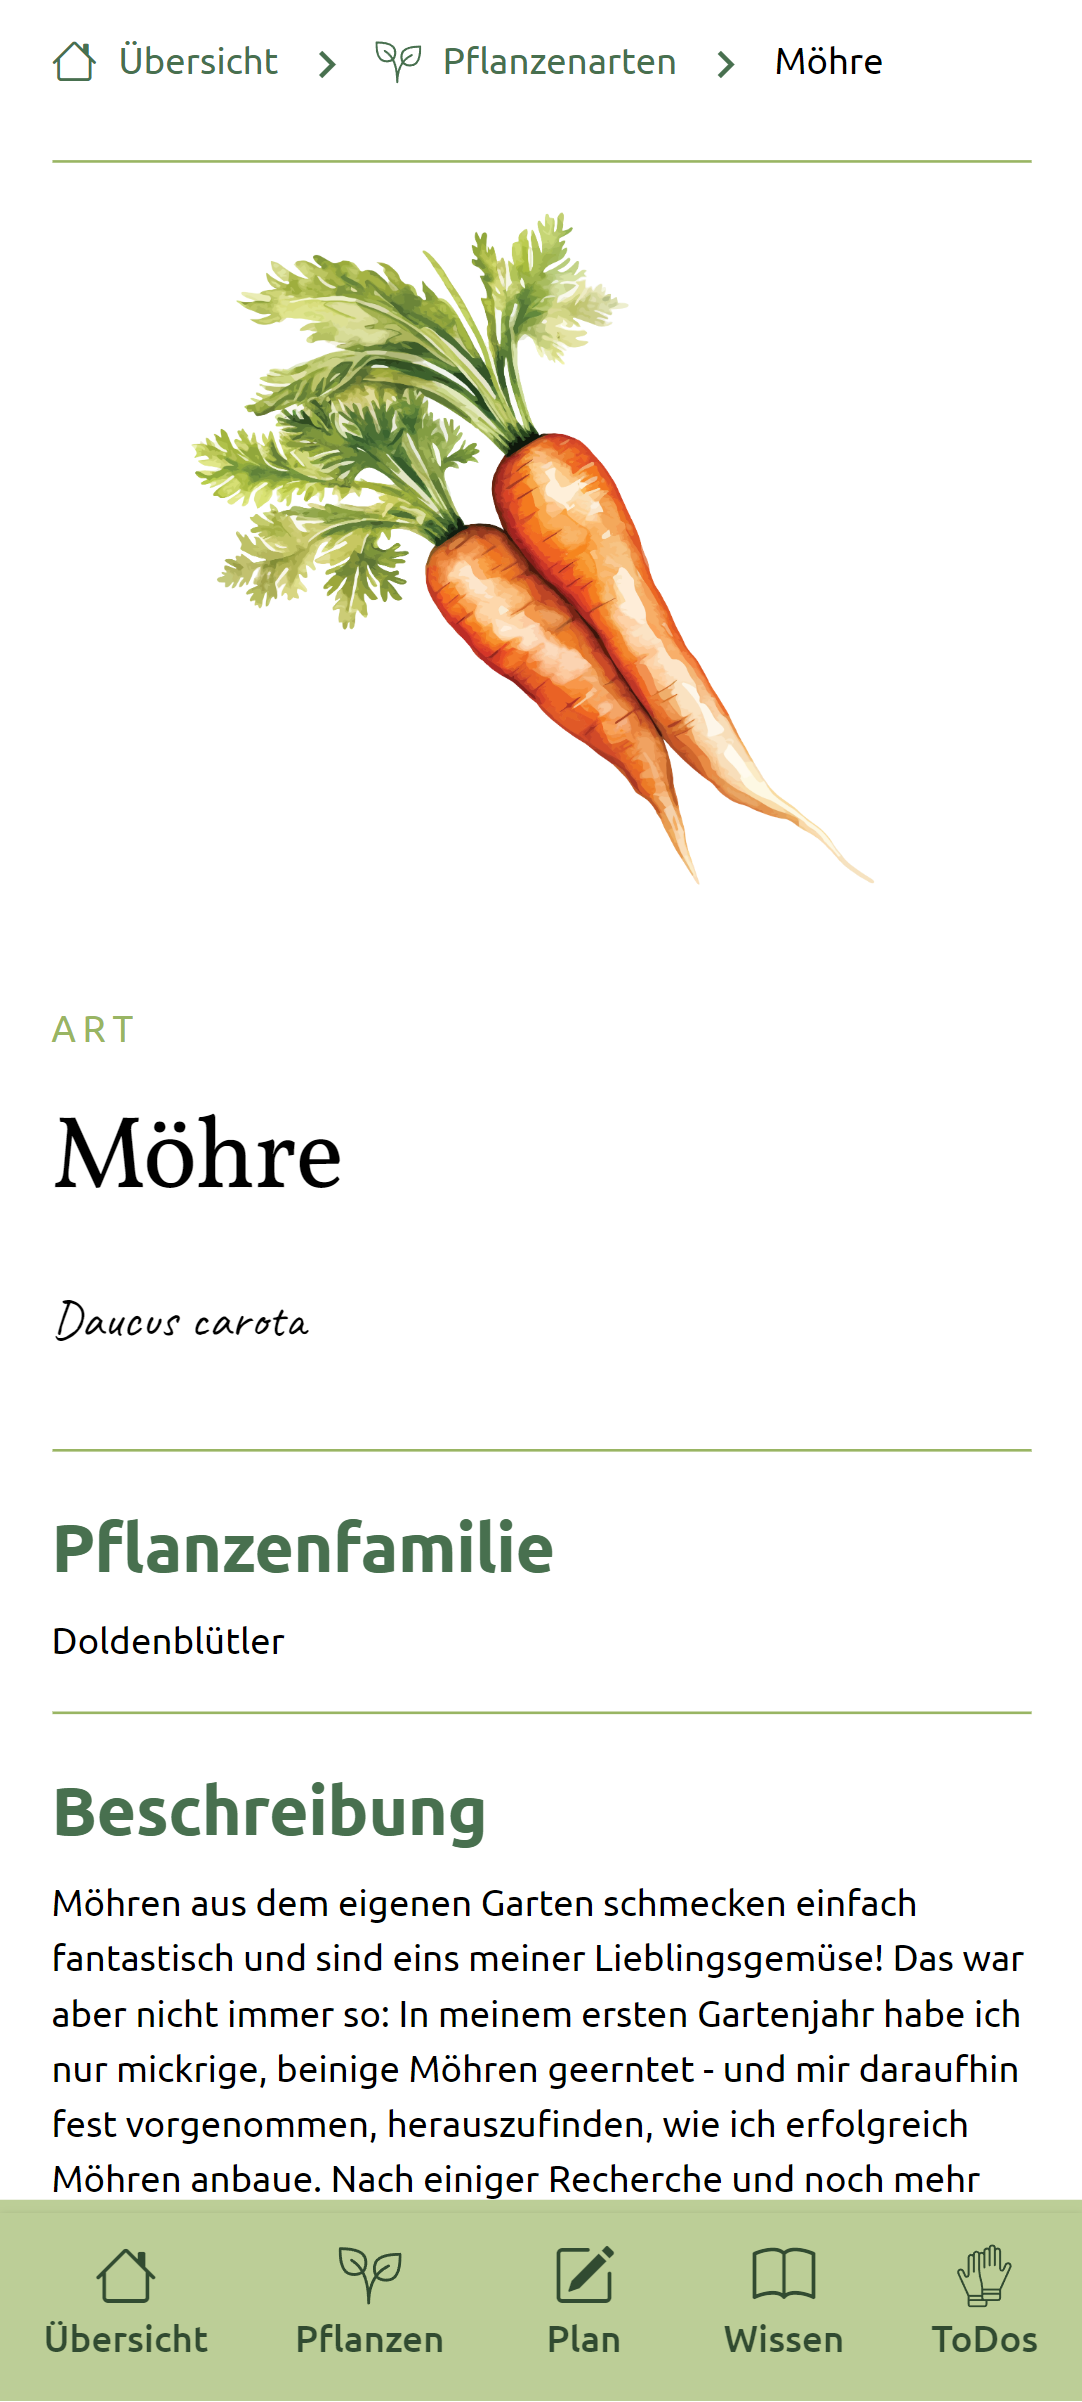 Übersicht > Pflanzenarten > Möhre
ART
Möhre
Daucus carota
Pflanzenfamilie
Doldenblütler
Beschreibung
Möhren aus dem eigenen Garten schmecken einfach
fantastisch und sind eins meiner Lieblingsgemüse! Das war
aber nicht immer so: In meinem ersten Gartenjahr habe ich
nur mickrige, beinige Möhren geerntet - und mir daraufhin
fest vorgenommen, herauszufinden, wie ich erfolgreich
Möhren anbaue. Nach einiger Recherche und noch mehr
Übersicht Pflanzen Plan Wissen ToDos